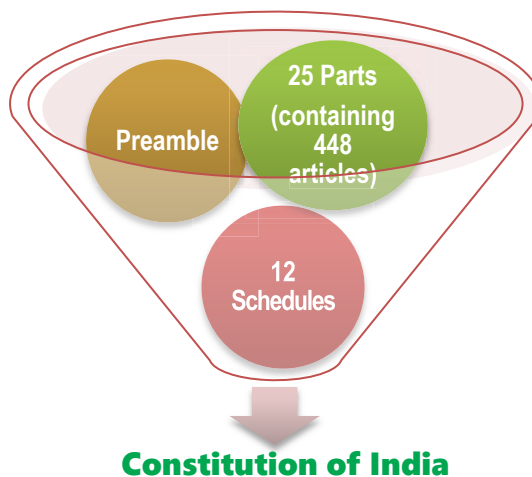 Preamble
25 Parts
(containing
448
articles)
12
Schedules
Constitution of India